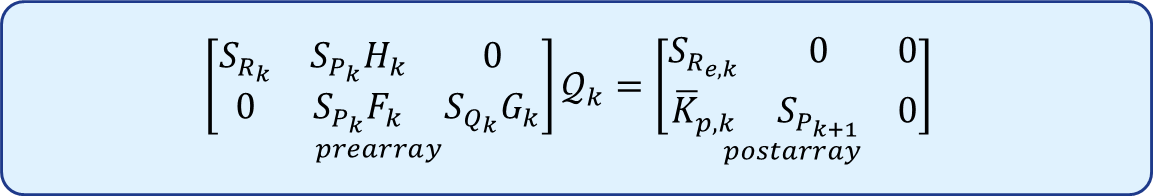 [S_{R_k} S_{P_k}H_k 0] 𝒬_k = [S_{R_{e,k}} 0 0]
[0 S_{P_k}F_k S_{Q_k}G_k] [K̅_{p,k} S_{P_{k+1}} 0]
prearray postarray